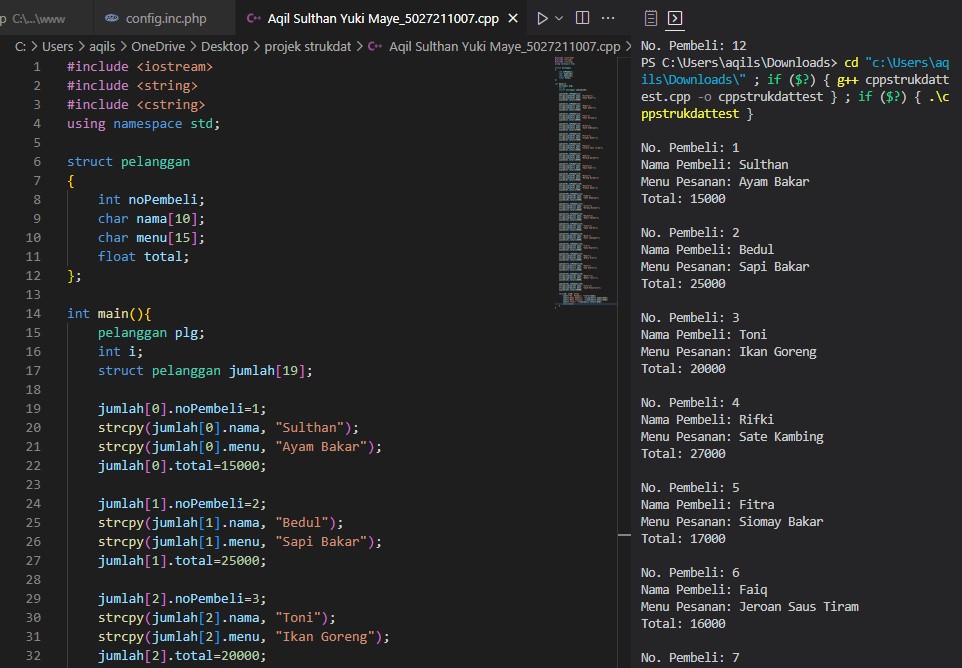 p C:\...\www
config.inc.php
Aqil Sulthan Yuki Maye_5027211007.cpp
C: > Users > aqils > OneDrive > Desktop > projek strukdat > Aqil Sulthan Yuki Maye_5027211007.cpp >
1 #include <iostream>
2 #include <string>
3 #include <cstring>
4 using namespace std;
5
6 struct pelanggan
7 {
8 int noPembeli;
9 char nama[10];
10 char menu[15];
11 float total;
12 };
13
14 int main(){
15 pelanggan plg;
16 int i;
17 struct pelanggan jumlah[19];
18
19 jumlah[0].noPembeli=1;
20 strcpy(jumlah[0].nama, "Sulthan");
21 strcpy(jumlah[0].menu, "Ayam Bakar");
22 jumlah[0].total=15000;
23
24 jumlah[1].noPembeli=2;
25 strcpy(jumlah[1].nama, "Bedul");
26 strcpy(jumlah[1].menu, "Sapi Bakar");
27 jumlah[1].total=25000;
28
29 jumlah[2].noPembeli=3;
30 strcpy(jumlah[2].nama, "Toni");
31 strcpy(jumlah[2].menu, "Ikan Goreng");
32 jumlah[2].total=20000;
No. Pembeli: 12
PS C:\Users\aqils\Downloads> cd "c:\Users\aq
ils\Downloads\" ; if ($?) { g++ cppstrukdatt
est.cpp -o cppstrukdattest } ; if ($?) { .\c
ppstrukdattest }
No. Pembeli: 1
Nama Pembeli: Sulthan
Menu Pesanan: Ayam Bakar
Total: 15000
No. Pembeli: 2
Nama Pembeli: Bedul
Menu Pesanan: Sapi Bakar
Total: 25000
No. Pembeli: 3
Nama Pembeli: Toni
Menu Pesanan: Ikan Goreng
Total: 20000
No. Pembeli: 4
Nama Pembeli: Rifki
Menu Pesanan: Sate Kambing
Total: 27000
No. Pembeli: 5
Nama Pembeli: Fitra
Menu Pesanan: Siomay Bakar
Total: 17000
No. Pembeli: 6
Nama Pembeli: Faiq
Menu Pesanan: Jeroan Saus Tiram
Total: 16000
No. Pembeli: 7